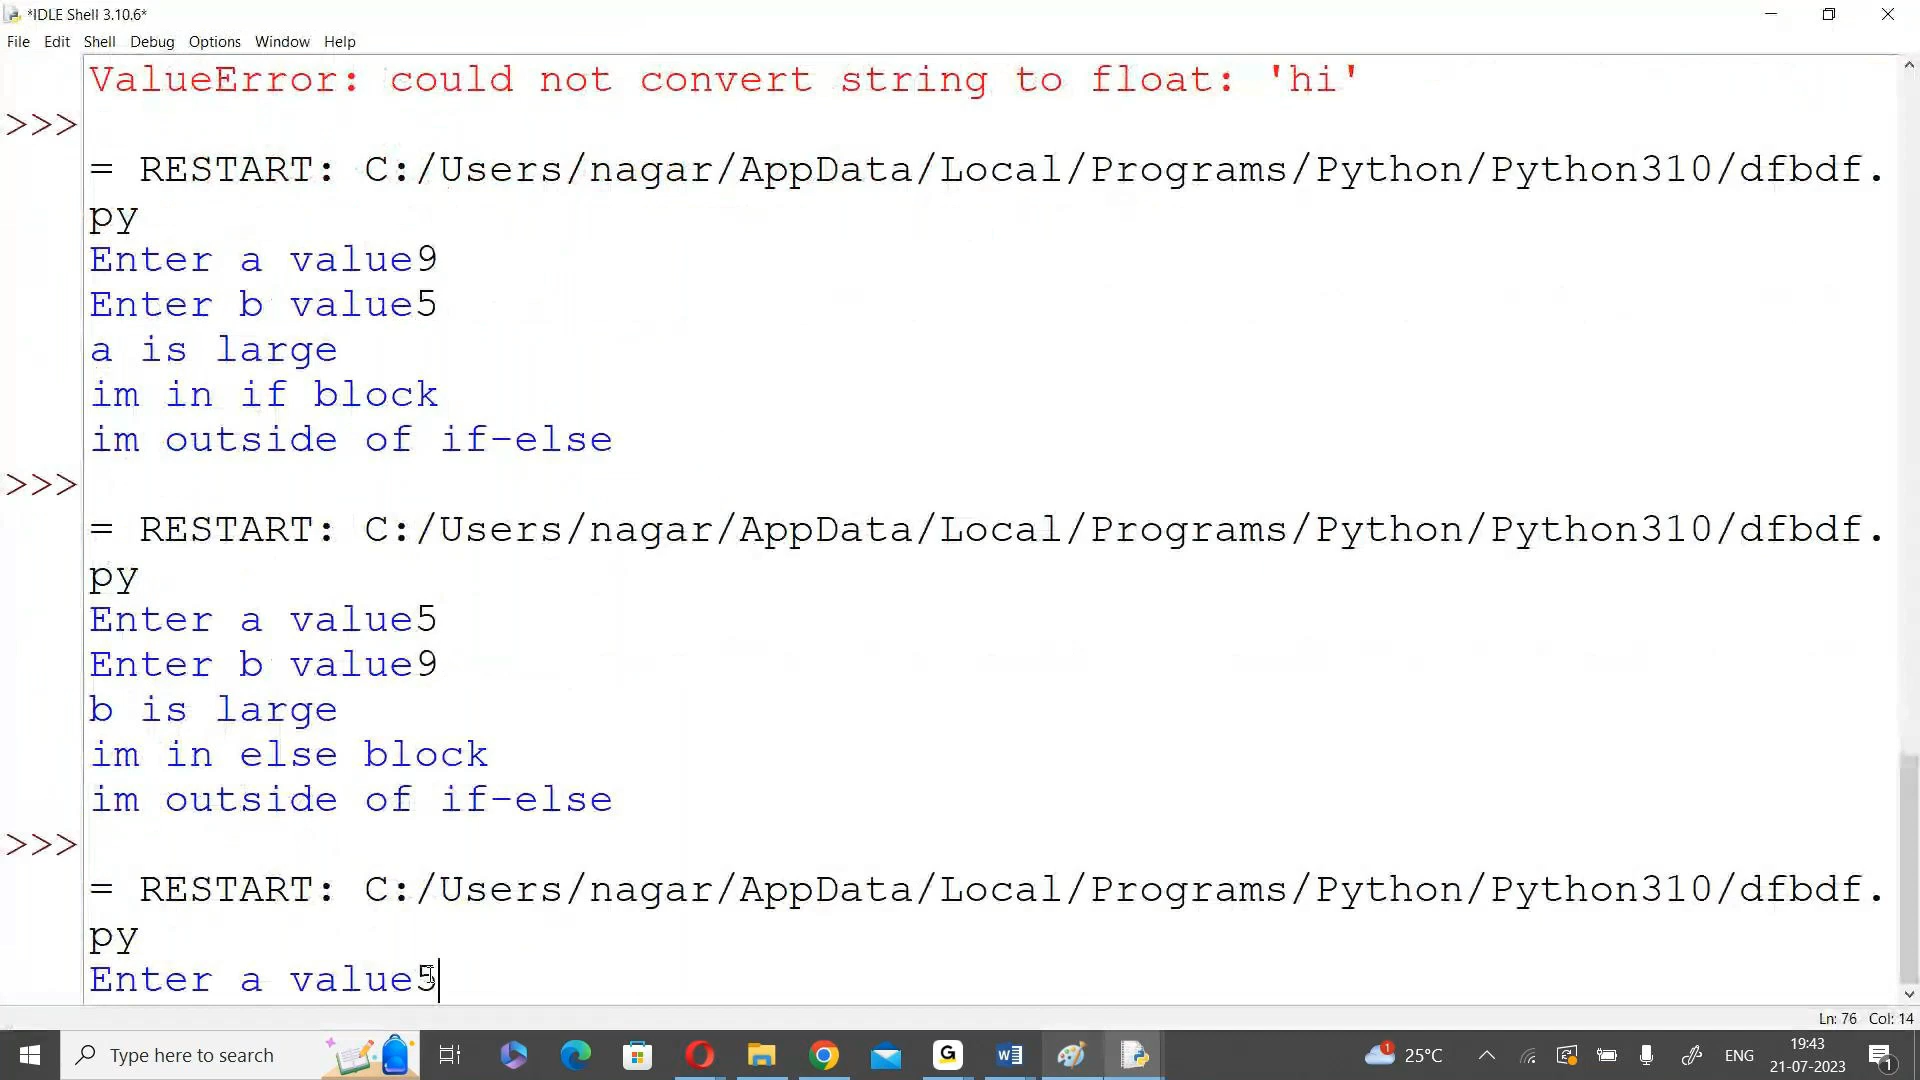 *IDLE Shell 3.10.6*
File Edit Shell Debug Options Window Help
ValueError: could not convert string to float: 'hi'
>>>
= RESTART: C:/Users/nagar/AppData/Local/Programs/Python/Python310/dfbdf.
py
Enter a value9
Enter b value5
a is large
im in if block
im outside of if-else
>>>
= RESTART: C:/Users/nagar/AppData/Local/Programs/Python/Python310/dfbdf.
py
Enter a value5
Enter b value9
b is large
im in else block
im outside of if-else
>>>
= RESTART: C:/Users/nagar/AppData/Local/Programs/Python/Python310/dfbdf.
py
Enter a value5
Ln: 76 Col: 14
Type here to search
G
W
1
25°C
ENG
19:43
21-07-2023
1